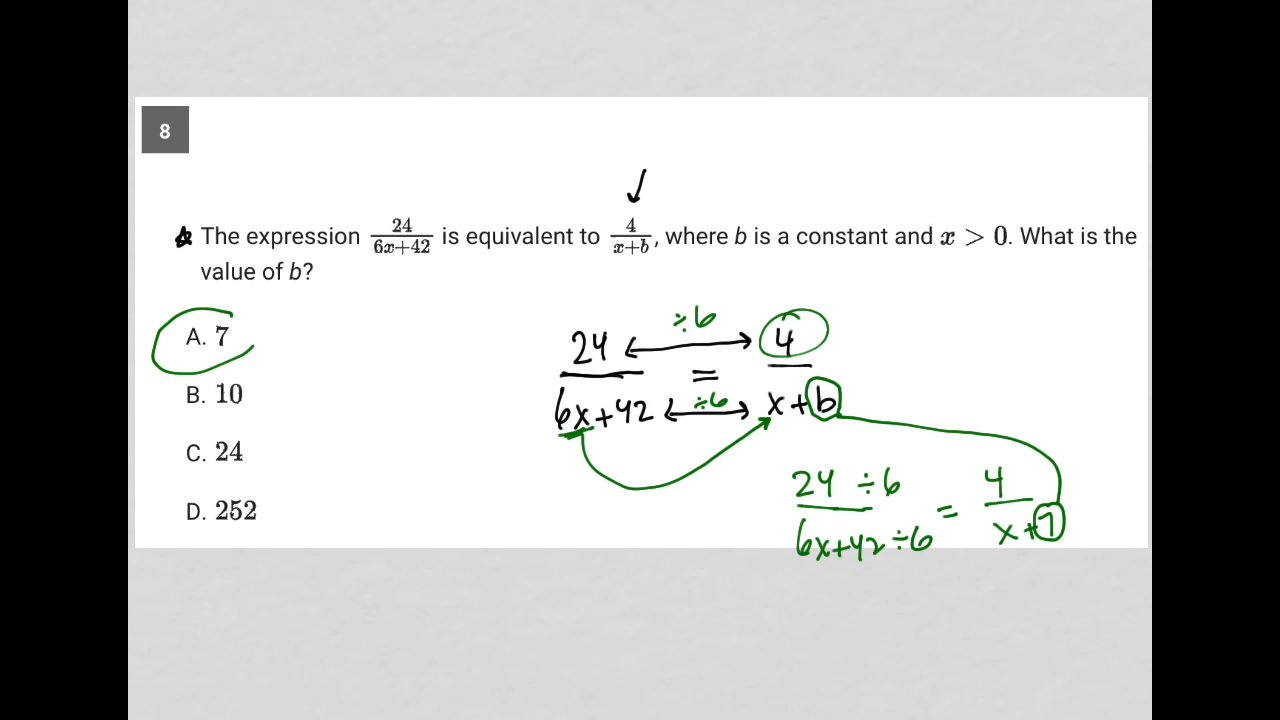 8
The expression 24/(6x+42) is equivalent to 4/(x+b), where b is a constant and x > 0. What is the
value of b?
A. 7
B. 10
C. 24
D. 252
÷6
24 4
=
6x+42 ÷6 x+b
24 ÷6 4
=
6x+42÷6 x+7